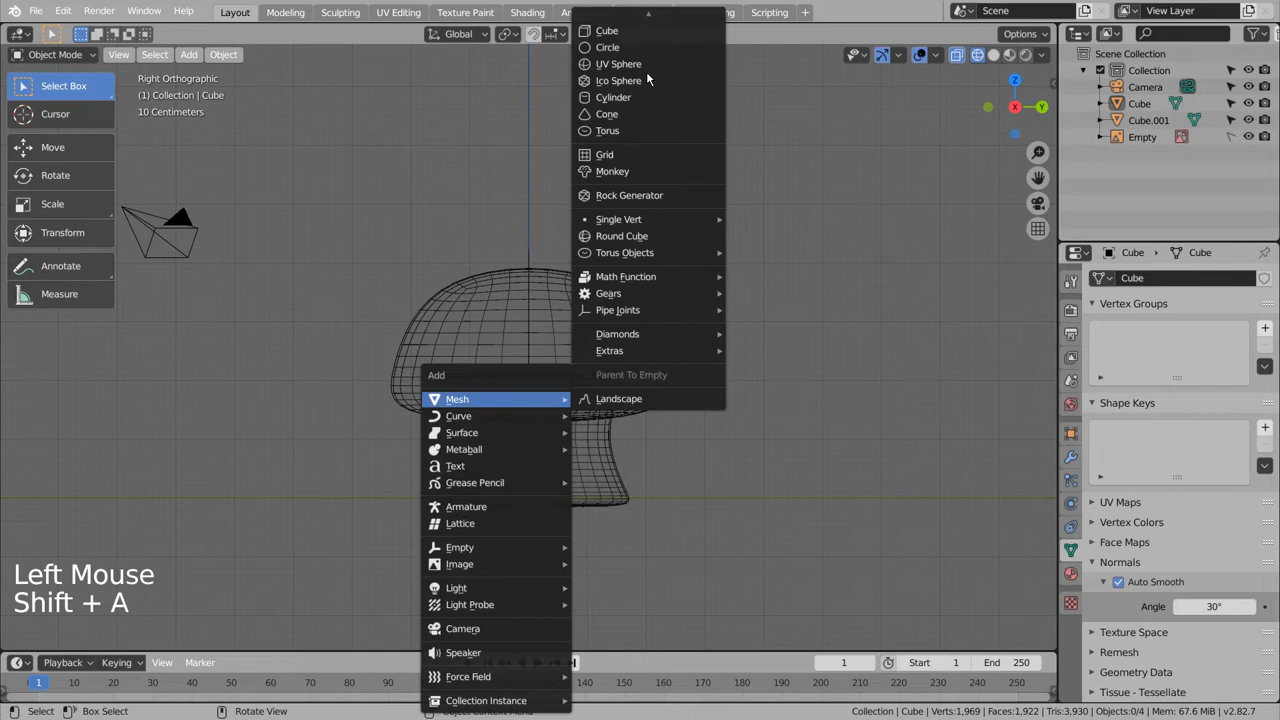 File Edit Render Window Help Layout Modeling Sculpting UV Editing Texture Paint Shading Scripting + Scene View Layer
Global Options
Object Mode View Select Add Object
Select Box
Cursor
Move
Rotate
Scale
Transform
Annotate
Measure
Right Orthographic
(1) Collection | Cube
10 Centimeters
Cube
Circle
UV Sphere
Ico Sphere
Cylinder
Cone
Torus
Grid
Monkey
Rock Generator
Single Vert
Round Cube
Torus Objects
Math Function
Gears
Pipe Joints
Diamonds
Extras
Parent To Empty
Landscape
Add
Mesh
Curve
Surface
Metaball
Text
Grease Pencil
Armature
Lattice
Empty
Image
Light
Light Probe
Camera
Speaker
Force Field
Collection Instance
Left Mouse
Shift + A
Z
X
Y
Scene Collection
Collection
Camera
Cube
Cube.001
Empty
Cube Cube
Cube
Vertex Groups
Shape Keys
UV Maps
Vertex Colors
Face Maps
Normals
Auto Smooth
Angle 30°
Texture Space
Remesh
Geometry Data
Tissue - Tessellate
Playback Keying View Marker 1 Start 1 End 250
1 10 20 30 40 50 60 70 80 90 140 150 160 170 180 190 200 210 220 230 240 250
Select Box Select Rotate View Object Context Menu Collection | Cube | Verts:1,969 | Faces:1,922 | Tris:3,930 | Objects:0/4 | Mem: 67.6 MiB | v2.82.7